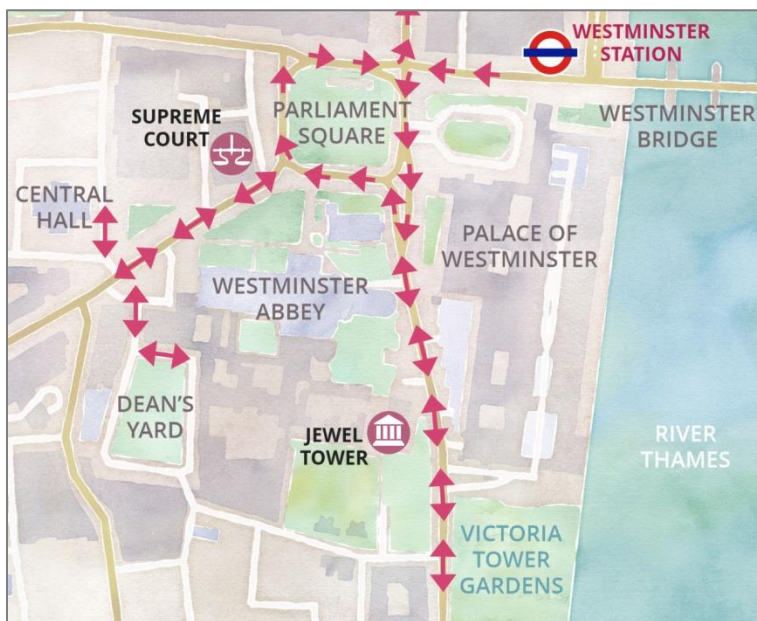 WESTMINSTER
STATION
SUPREME
COURT
PARLIAMENT
SQUARE
WESTMINSTER
BRIDGE
CENTRAL
HALL
PALACE OF
WESTMINSTER
WESTMINSTER
ABBEY
DEAN'S
YARD
JEWEL
TOWER
RIVER
THAMES
VICTORIA
TOWER
GARDENS